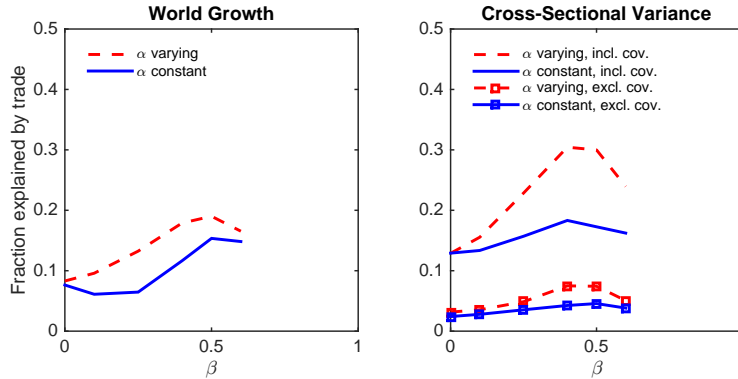 World Growth
Fraction explained by trade
0.5
0.4
0.3
0.2
0.1
0
α varying
α constant
0
0.5
1
β
Cross-Sectional Variance
0.5
0.4
0.3
0.2
0.1
0
α varying, incl. cov.
α constant, incl. cov.
α varying, excl. cov.
α constant, excl. cov.
0
0.5
β